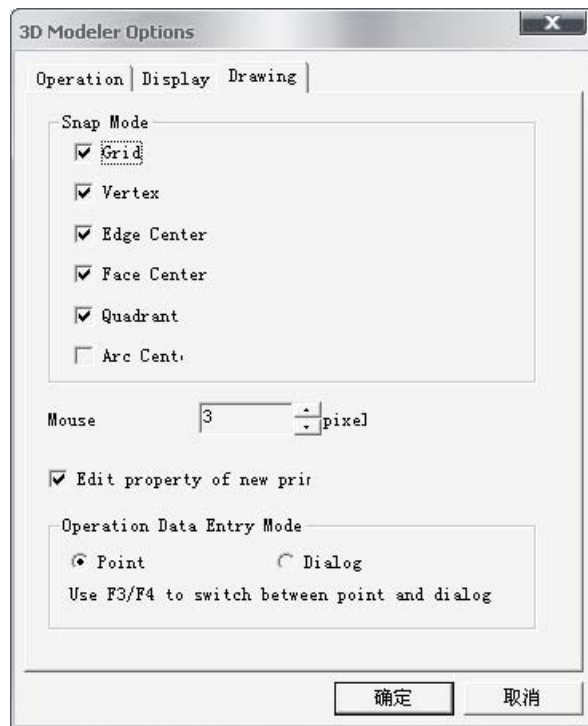 3D Modeler Options
Operation Display Drawing
Snap Mode
Grid
Vertex
Edge Center
Face Center
Quadrant
Arc Cent
Mouse 3 pixel
Edit property of new
Operation Data Entry Mode
Point Dialog
Use F3/F4 to switch between point and dialog
确定 取消